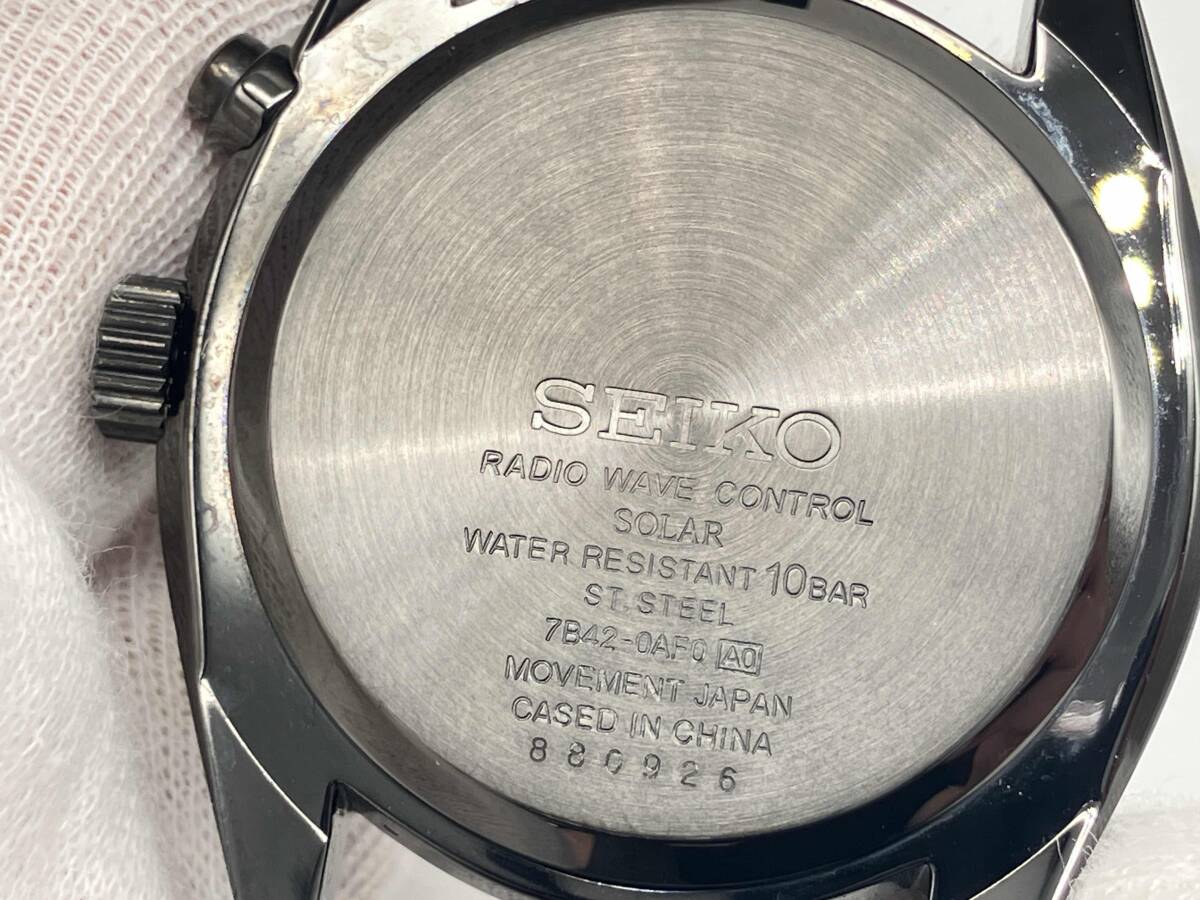 SEIKO
RADIO WAVE CONTROL
SOLAR
WATER RESISTANT 10BAR
ST.STEEL
7B42-0AF0 A0
MOVEMENT JAPAN
CASED IN CHINA
880926